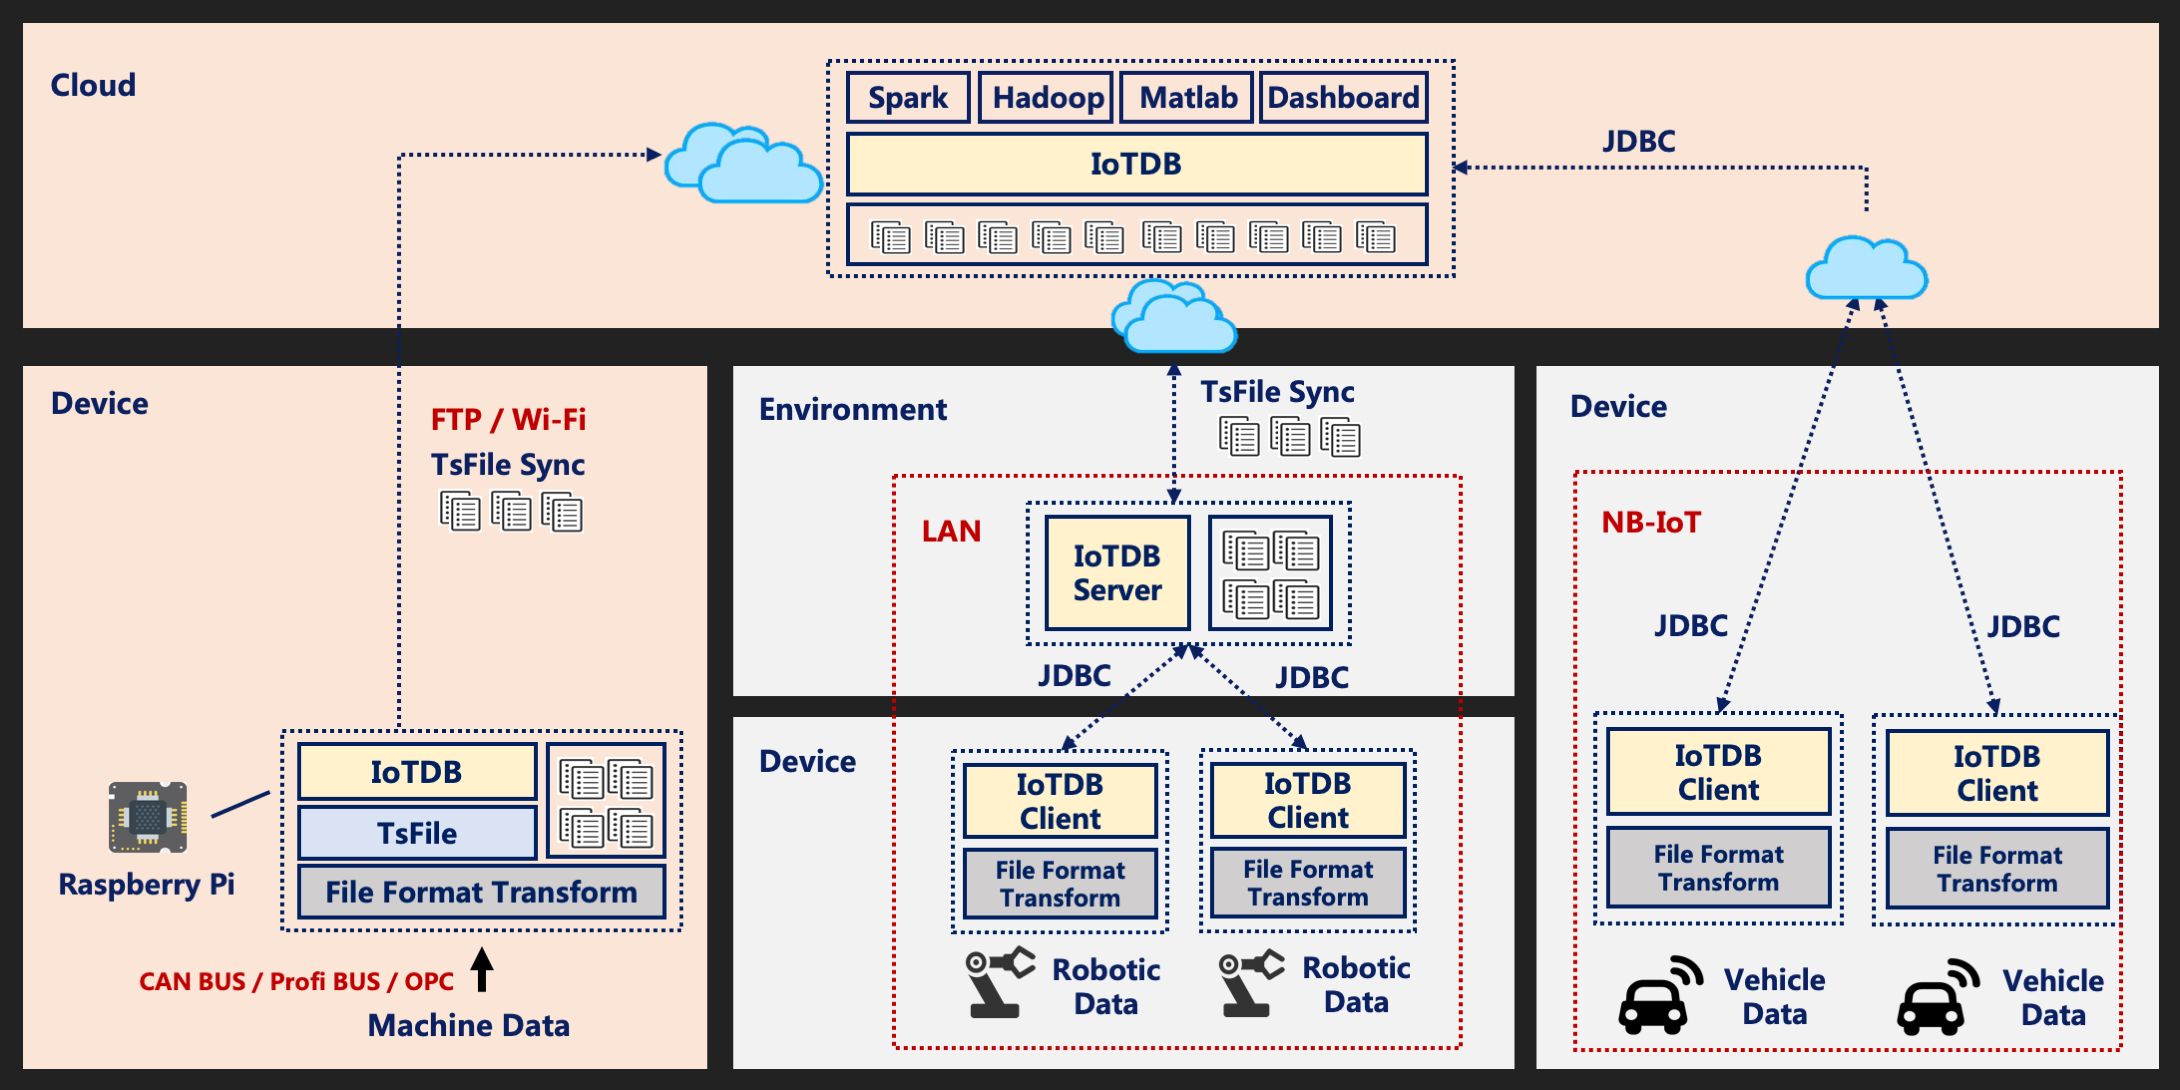 Cloud
Spark
Hadoop
Matlab
Dashboard
IoTDB
JDBC
Device
FTP / Wi-Fi
TsFile Sync
IoTDB
TsFile
File Format Transform
Raspberry Pi
CAN BUS / Profi BUS / OPC
Machine Data
Environment
TsFile Sync
LAN
IoTDB
Server
JDBC
JDBC
Device
IoTDB
Client
File Format
Transform
Robotic
Data
IoTDB
Client
File Format
Transform
Robotic
Data
Device
NB-IoT
JDBC
JDBC
IoTDB
Client
File Format
Transform
Vehicle
Data
IoTDB
Client
File Format
Transform
Vehicle
Data